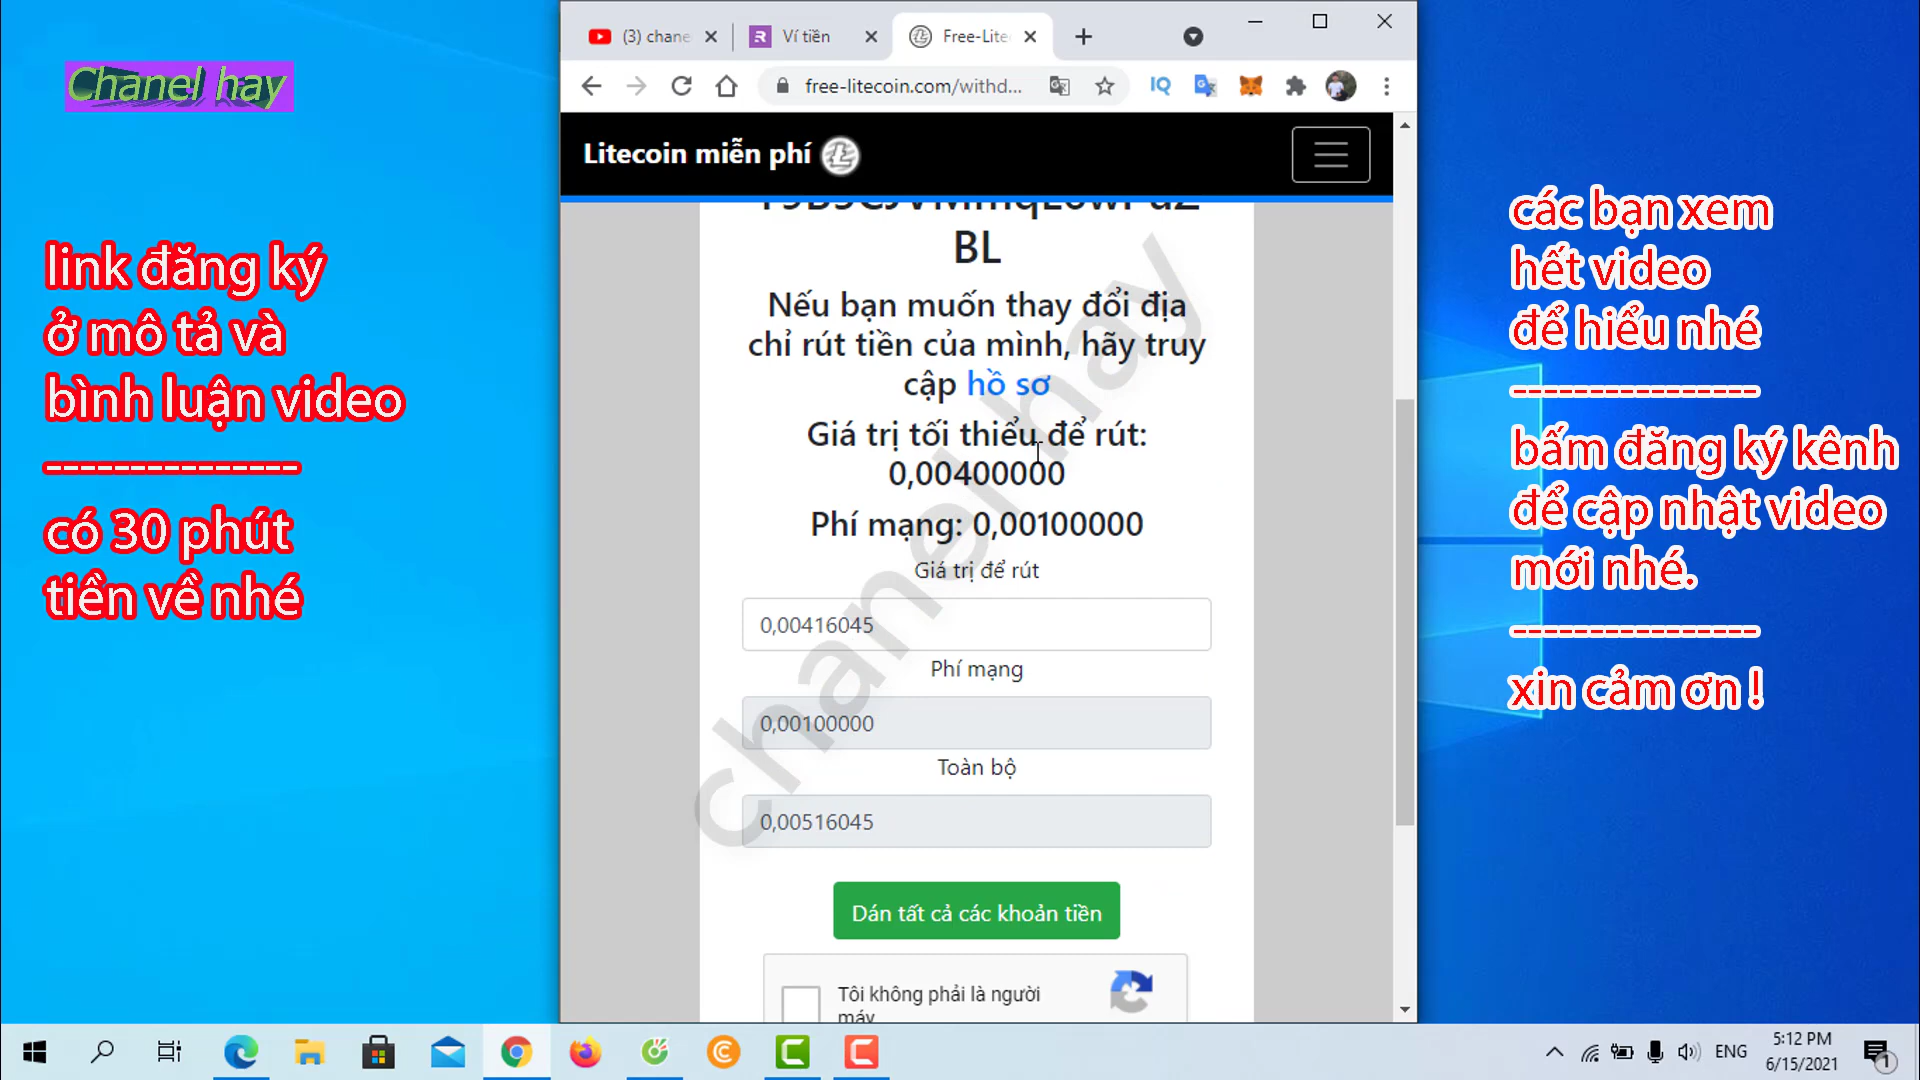 Chanel hay
link đăng ký
ở mô tả và
bình luận video
---------------
có 30 phút
tiền về nhé
(3) chane
Ví tiền
Free-Lite
free-litecoin.com/withd...
Litecoin miễn phí
BL
Nếu bạn muốn thay đổi địa
chỉ rút tiền của mình, hãy truy
cập hồ sơ
Giá trị tối thiểu để rút:
0,00400000
Phí mạng: 0,00100000
Giá trị để rút
0,00416045
Phí mạng
0,00100000
Toàn bộ
0,00516045
Dán tất cả các khoản tiền
Tôi không phải là người
máy
chanel hay
các bạn xem
hết video
để hiểu nhé
----------------
bấm đăng ký kênh
để cập nhật video
mới nhé.
----------------
xin cảm ơn !
ENG
5:12 PM
6/15/2021
1